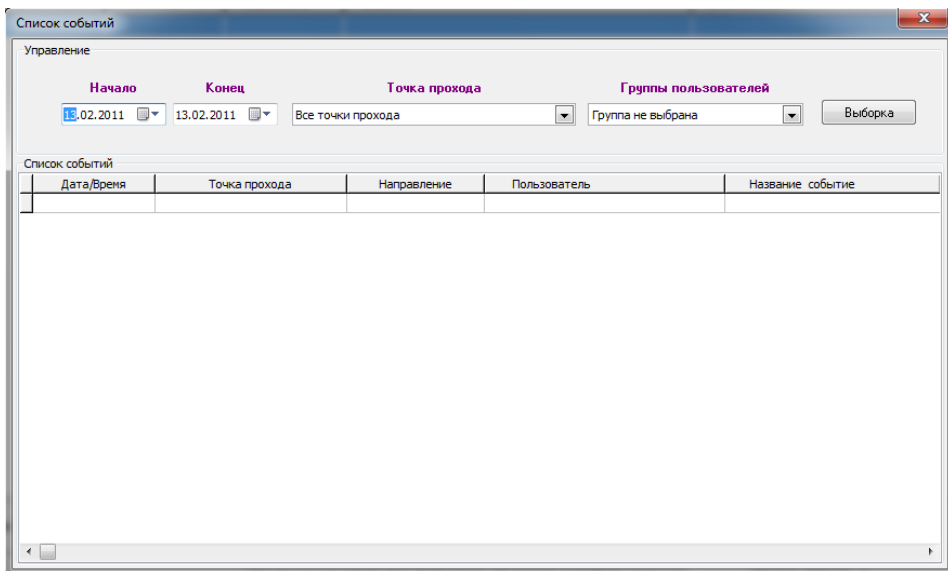 Список событий
Управление
Начало Конец Точка прохода Группы пользователей
13.02.2011 13.02.2011 Все точки прохода Группа не выбрана Выборка
Список событий
Дата/Время Точка прохода Направление Пользователь Название событие